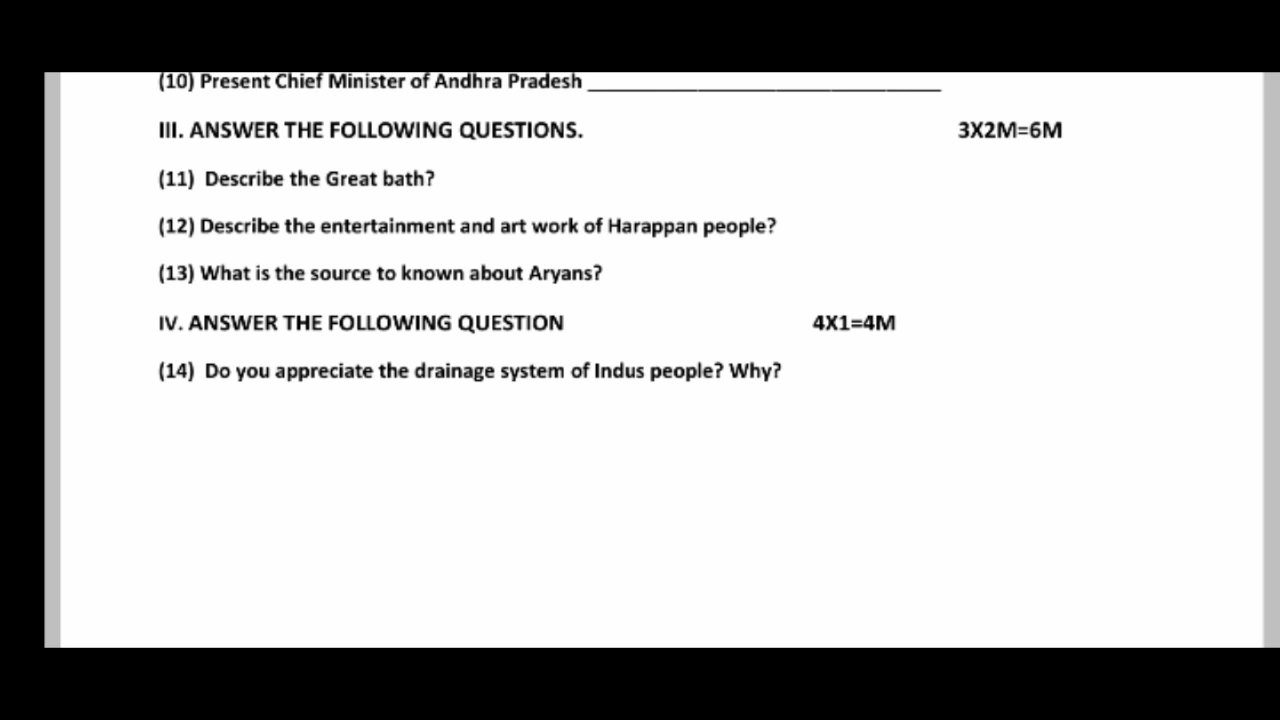 (10) Present Chief Minister of Andhra Pradesh ________________________________
III. ANSWER THE FOLLOWING QUESTIONS. 3X2M=6M
(11) Describe the Great bath?
(12) Describe the entertainment and art work of Harappan people?
(13) What is the source to known about Aryans?
IV. ANSWER THE FOLLOWING QUESTION 4X1=4M
(14) Do you appreciate the drainage system of Indus people? Why?